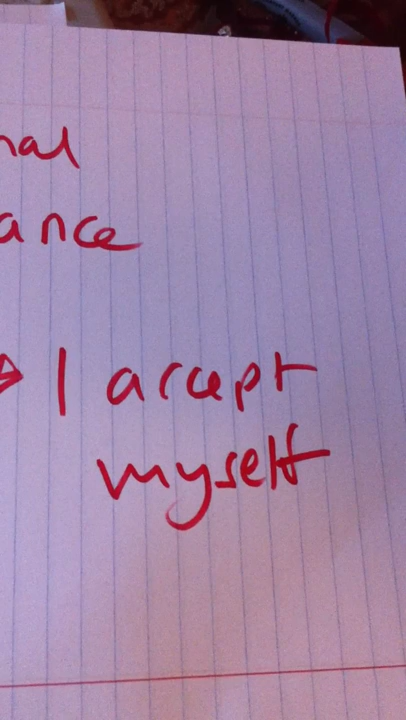 nal
ance
→ I accept
myself